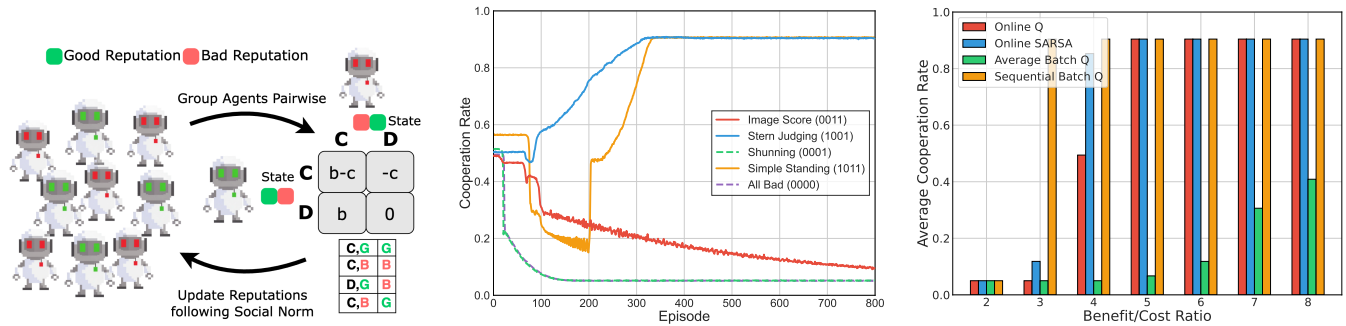 Good Reputation Bad Reputation
Group Agents Pairwise
State
C D
State
C b-c -c
D b 0
C,G G
C,B B
D,G B
C,B G
Update Reputations
following Social Norm
Cooperation Rate
1.0
0.8
0.6
0.4
0.2
0.0
Image Score (0011)
Stern Judging (1001)
Shunning (0001)
Simple Standing (1011)
All Bad (0000)
0 100 200 300 400 500 600 700 800
Episode
Average Cooperation Rate
1.0
0.8
0.6
0.4
0.2
0.0
Online Q
Online SARSA
Average Batch Q
Sequential Batch Q
2 3 4 5 6 7 8
Benefit/Cost Ratio